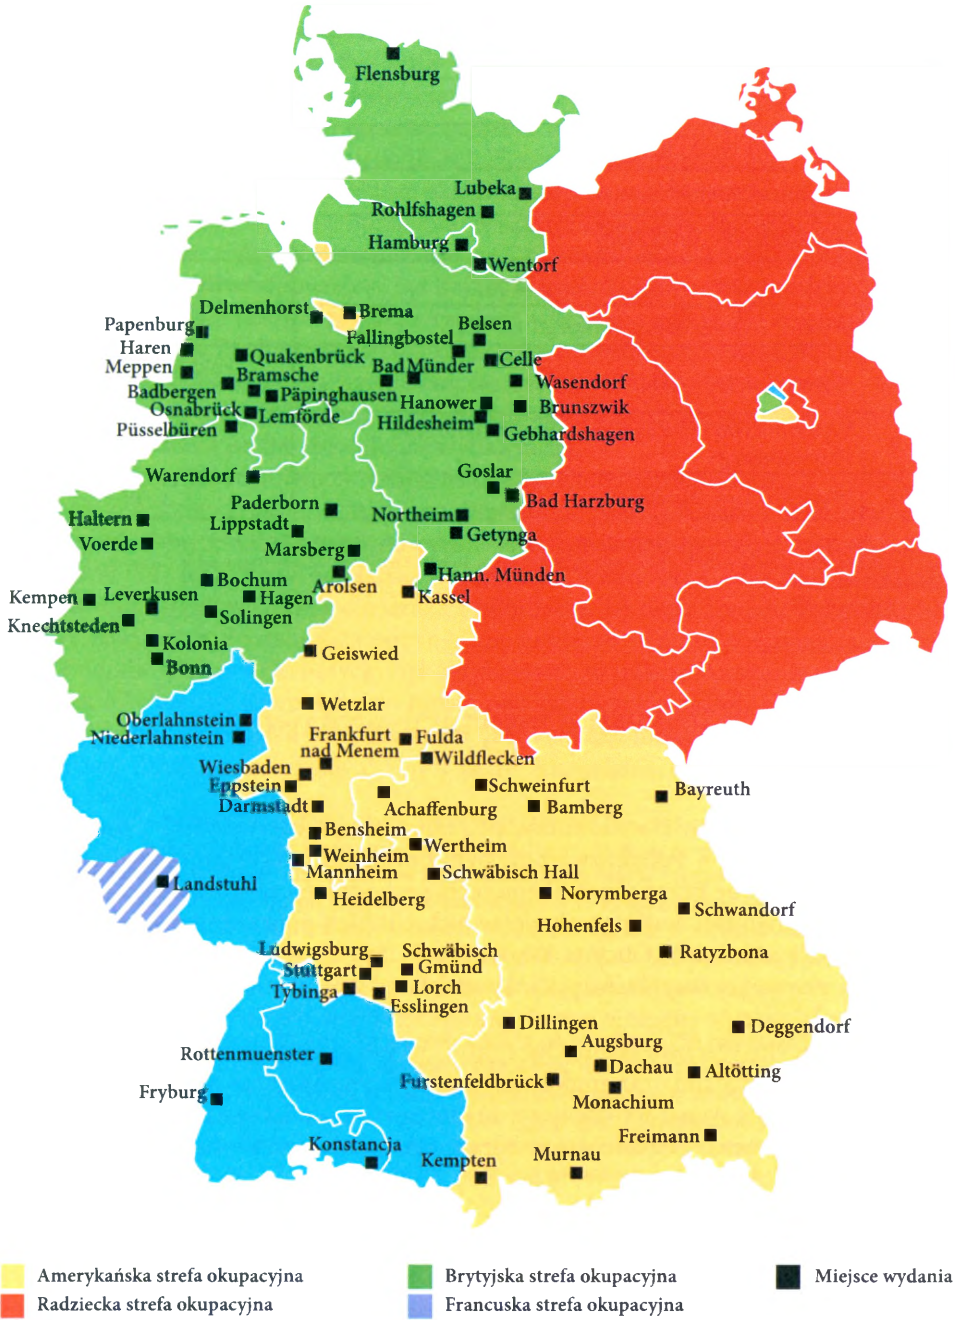 Flensburg
Lubeka
Rohlfshagen
Hamburg
Wentorf
Delmenhorst
Brema
Papenburg
Fallingbostel
Belsen
Haren
Quakenbrück
Celle
Meppen
Bramsche
Bad Münder
Wasendorf
Badbergen
Päpinghausen
Hanower
Brunszwik
Osnabrück
Lemförde
Hildesheim
Püsselbüren
Gebhardshagen
Warendorf
Goslar
Bad Harzburg
Paderborn
Haltern
Lippstadt
Northeim
Voerde
Getynga
Marsberg
Bochum
Arolsen
Hann. Münden
Kempen
Leverkusen
Hagen
Kassel
Knechtsteden
Solingen
Kolonia
Geiswied
Bonn
Wetzlar
Oberlahnstein
Niederlahnstein
Frankfurt
nad Menem
Fulda
Wildflecken
Wiesbaden
Eppstein
Schweinfurt
Bayreuth
Darmstadt
Achaffenburg
Bamberg
Bensheim
Weinheim
Wertheim
Mannheim
Schwäbisch Hall
Landstuhl
Heidelberg
Norymberga
Schwandorf
Hohenfels
Ludwigsburg
Schwäbisch
Gmünd
Ratyzbona
Stuttgart
Tybinga
Lorch
Esslingen
Dillingen
Deggendorf
Augsburg
Rottenmuenster
Dachau
Altötting
Furstenfeldbrück
Fryburg
Monachium
Freimann
Konstancja
Kempten
Murnau
Amerykańska strefa okupacyjna
Brytyjska strefa okupacyjna
Miejsce wydania
Radziecka strefa okupacyjna
Francuska strefa okupacyjna